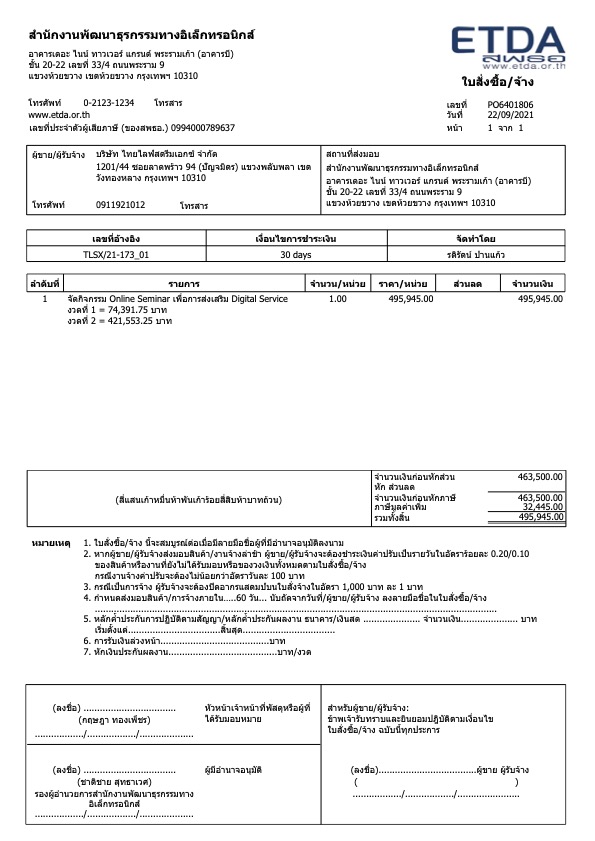 สำนักงานพัฒนาธุรกรรมทางอิเล็กทรอนิกส์
อาคารเดอะ ไนน์ ทาวเวอร์ แกรนด์ พระรามเก้า (อาคารบี)
ชั้น 20-22 เลขที่ 33/4 ถนนพระราม 9
แขวงห้วยขวาง เขตห้วยขวาง กรุงเทพฯ 10310
ETDA
สพธอ
www.etda.or.th
ใบสั่งซื้อ/จ้าง
โทรศัพท์ 0-2123-1234 โทรสาร
www.etda.or.th
เลขที่ประจำตัวผู้เสียภาษี (ของสพธอ.) 0994000789637
เลขที่ PO6401806
วันที่ 22/09/2021
หน้า 1 จาก 1
ผู้ขาย/ผู้รับจ้าง บริษัท ไทยไลฟ์สตรีมเอกซ์ จำกัด
1201/44 ซอยลาดพร้าว 94 (ปัญจมิตร) แขวงพลับพลา เขต
วังทองหลาง กรุงเทพฯ 10310
โทรศัพท์ 0911921012 โทรสาร
สถานที่ส่งมอบ
สำนักงานพัฒนาธุรกรรมทางอิเล็กทรอนิกส์
อาคารเดอะ ไนน์ ทาวเวอร์ แกรนด์ พระรามเก้า (อาคารบี)
ชั้น 20-22 เลขที่ 33/4 ถนนพระราม 9
แขวงห้วยขวาง เขตห้วยขวาง กรุงเทพฯ 10310
เลขที่อ้างอิง เงื่อนไขการชำระเงิน จัดทำโดย
TLSX/21-173_01 30 days รติรัตน์ ปานแก้ว
ลำดับที่ รายการ จำนวน/หน่วย ราคา/หน่วย ส่วนลด จำนวนเงิน
1 จัดกิจกรรม Online Seminar เพื่อการส่งเสริม Digital Service 1.00 495,945.00 495,945.00
งวดที่ 1 = 74,391.75 บาท
งวดที่ 2 = 421,553.25 บาท
จำนวนเงินก่อนหักส่วน 463,500.00
หัก ส่วนลด
(สี่แสนเก้าหมื่นห้าพันเก้าร้อยสี่สิบห้าบาทถ้วน)
จำนวนเงินก่อนหักภาษี 463,500.00
ภาษีมูลค่าเพิ่ม 32,445.00
รวมทั้งสิ้น 495,945.00
หมายเหตุ 1. ใบสั่งซื้อ/จ้าง นี้จะสมบูรณ์ต่อเมื่อมีลายมือชื่อผู้ที่มีอำนาจอนุมัติลงนาม
2. หากผู้ขาย/ผู้รับจ้างส่งมอบสินค้า/งานจ้างล่าช้า ผู้ขาย/ผู้รับจ้างจะต้องชำระเงินค่าปรับเป็นรายวันในอัตราร้อยละ 0.20/0.10
ของสินค้าหรืองานที่ยังไม่ได้รับมอบหรือของวงเงินทั้งหมดตามใบสั่งซื้อ/จ้าง
กรณีงานจ้างค่าปรับจะต้องไม่น้อยกว่าอัตราวันละ 100 บาท
3. กรณีเป็นการจ้าง ผู้รับจ้างจะต้องปิดอากรแสตมป์บนใบสั่งจ้างในอัตรา 1,000 บาท ละ 1 บาท
4. กำหนดส่งมอบสินค้า/การจ้างภายใน.....60 วัน... นับถัดจากวันที่/ผู้ขาย/ผู้รับจ้าง ลงลายมือชื่อในใบสั่งซื้อ/จ้าง
..........................................................................................................................
5. หลักค้ำประกันการปฏิบัติตามสัญญา/หลักค้ำประกันผลงาน ธนาคาร/เงินสด .................... จำนวนเงิน.................... บาท
เริ่มตั้งแต่................................สิ้นสุด................................
6. การรับเงินล่วงหน้า......................................บาท
7. หักเงินประกันผลงาน......................................บาท/งวด
(ลงชื่อ) ................................ หัวหน้าเจ้าหน้าที่พัสดุหรือผู้ที่
(กฤษฎา ทองเพ็ชร) ได้รับมอบหมาย
................./................./...................
สำหรับผู้ขาย/ผู้รับจ้าง:
ข้าพเจ้ารับทราบและยินยอมปฏิบัติตามเงื่อนไข
ใบสั่งซื้อ/จ้าง ฉบับนี้ทุกประการ
(ลงชื่อ) ................................ ผู้มีอำนาจอนุมัติ
(ชาติชาย สุทธาเวศ)
รองผู้อำนวยการสำนักงานพัฒนาธุรกรรมทาง
อิเล็กทรอนิกส์
................./................./...................
(ลงชื่อ)..................................ผู้ขาย ผู้รับจ้าง
( )
................./................./......................